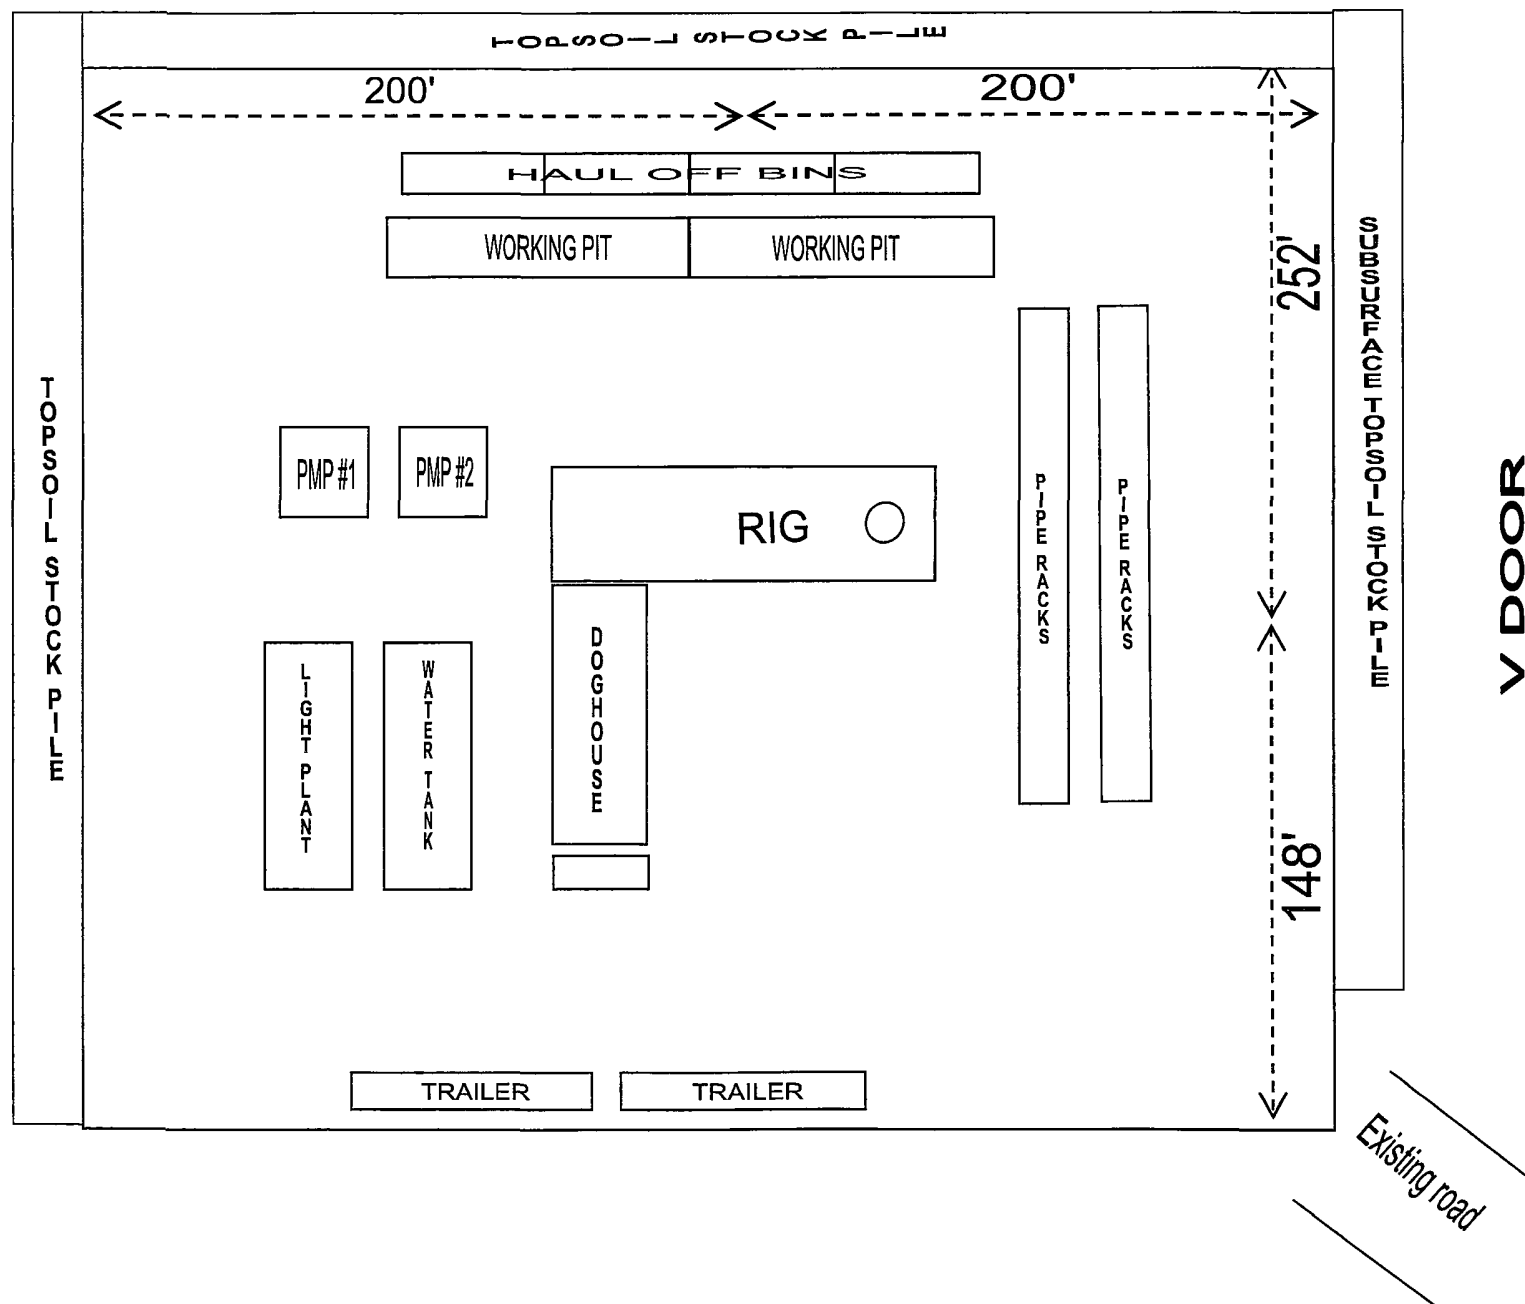 TOPSOIL STOCK PILE
200'
200'
HAUL OFF BINS
WORKING PIT
WORKING PIT
252'
SUBSURFACE TOPSOIL STOCK PILE
V DOOR
TOPSOIL STOCK PILE
PMP #1
PMP #2
RIG
PIPE RACKS
PIPE RACKS
DOGHOUSE
LIGHT PLANT
WATER TANK
148'
TRAILER
TRAILER
Existing road